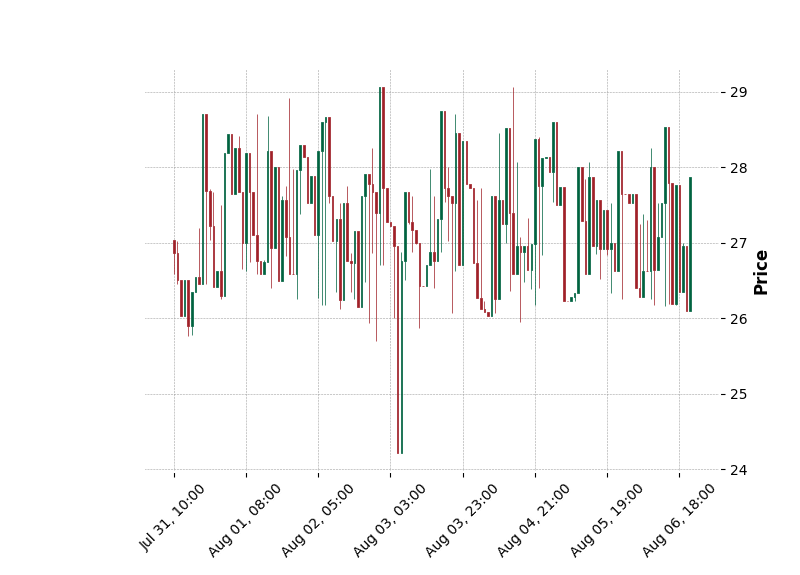 29
28
27
26
25
24
Price
Jul 31, 10:00
Aug 01, 08:00
Aug 02, 05:00
Aug 03, 03:00
Aug 03, 23:00
Aug 04, 21:00
Aug 05, 19:00
Aug 06, 18:00